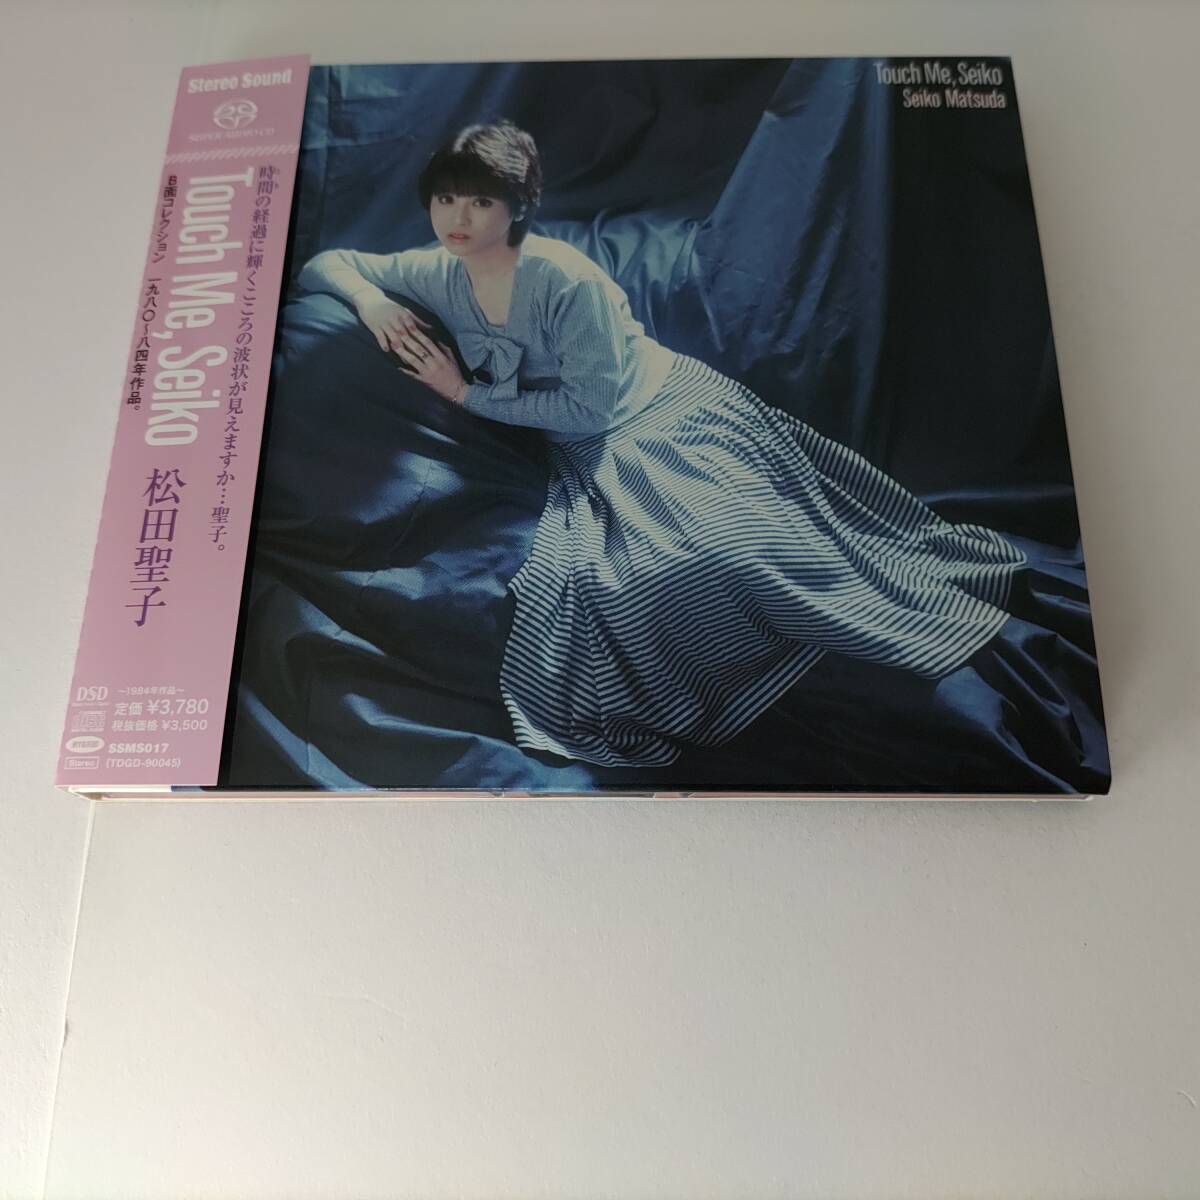 Stereo Sound
SUPER AUDIO CD
時間の経過に輝くこころの波状が見えますか…聖子。
Touch Me, Seiko 松田聖子
B面コレクション 一九八〇~八四年作品。
DSD
~1984年作品~
定価 ¥3,780
税抜価格 ¥3,500
HYBRID
SSMS017
Stereo
(TDGD-90045)
Touch Me, Seiko
Seiko Matsuda